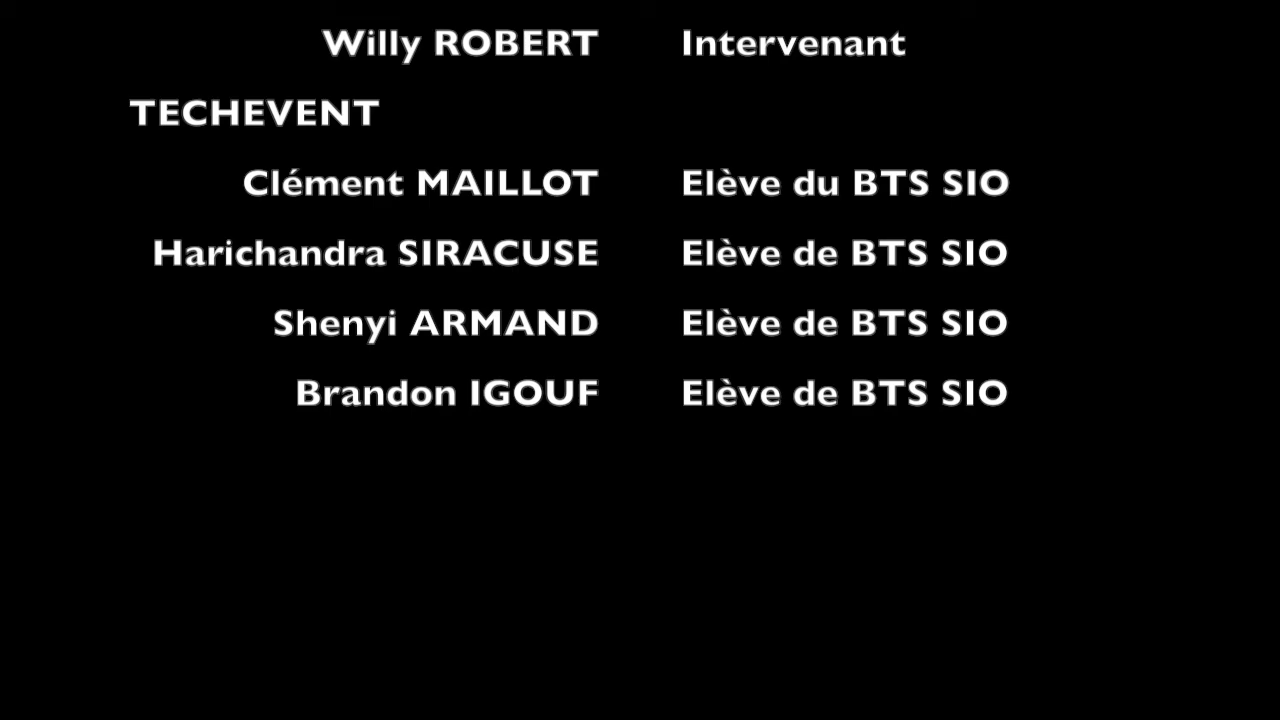 Willy ROBERT Intervenant
TECHEVENT
Clément MAILLOT Elève du BTS SIO
Harichandra SIRACUSE Elève de BTS SIO
Shenyi ARMAND Elève de BTS SIO
Brandon IGOUF Elève de BTS SIO